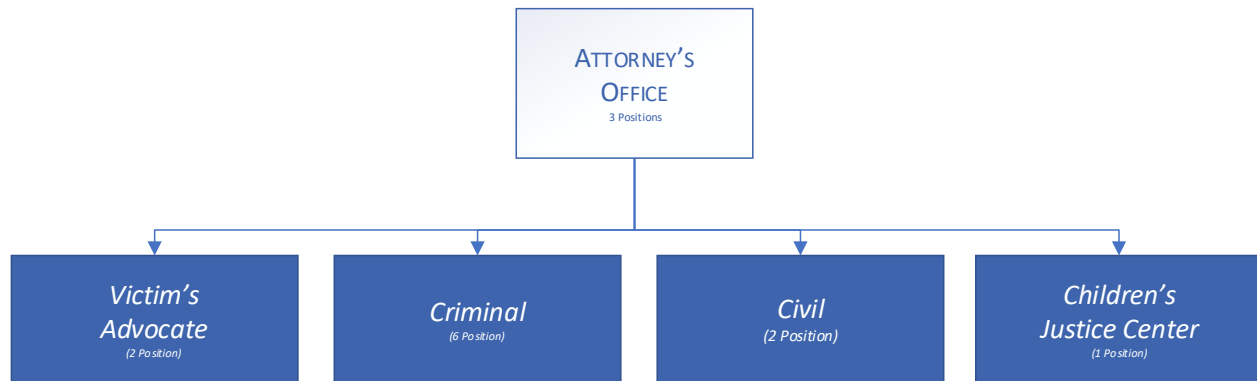 ATTORNEY'S
OFFICE
3 Positions
Victim's
Advocate
(2 Position)
Criminal
(6 Position)
Civil
(2 Position)
Children's
Justice Center
(1 Position)